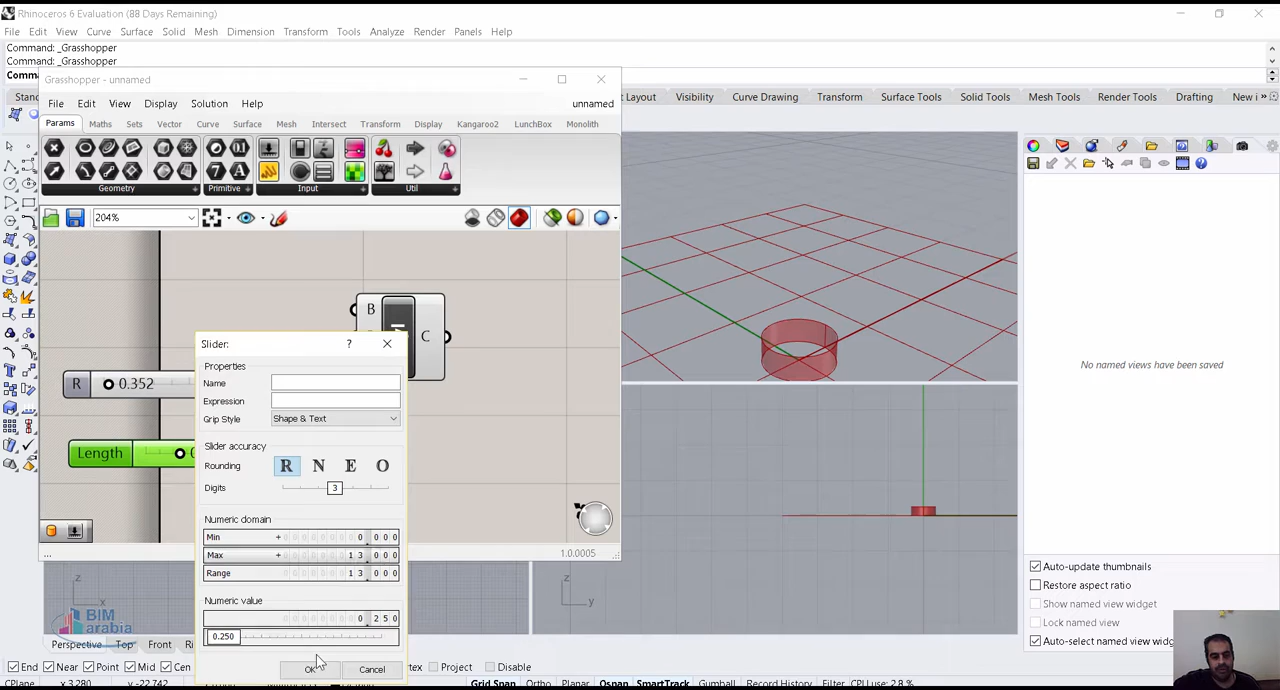 Rhinoceros 6 Evaluation (88 Days Remaining)
File Edit View Curve Surface Solid Mesh Dimension Transform Tools Analyze Render Panels Help
Command: _Grasshopper
Command: _Grasshopper
Comma
Grasshopper - unnamed
Stan
t Layout Visibility Curve Drawing Transform Surface Tools Solid Tools Mesh Tools Render Tools Drafting New i »
File Edit View Display Solution Help unnamed
Params Maths Sets Vector Curve Surface Mesh Intersect Transform Display Kangaroo2 LunchBox Monolith
Geometry Primitive Input Util
204%
B
C
R 0.352
Length
Slider:
?
Properties
Name
Expression
Grip Style Shape & Text
Slider accuracy
Rounding R N E O
Digits 3
Numeric domain
Min + 0 . 0 0 0
Max + 1 3 . 0 0 0
Range 1 3 . 0 0 0
Numeric value
0 . 2 5 0
0.250
OK Cancel
1.0.0005
...
No named views have been saved
Auto-update thumbnails
Restore aspect ratio
Show named view widget
Locked camera
Auto-select named view widg
z
x
z
y
BIM
arabia
Perspective Top Front Ri
End Near Point Mid Cen
rtex Project Disable
CPlane x 3.280 y -22.742
Grid Snap Ortho Planar Osnap SmartTrack Gumball Record History Filter CPU use: 2.8 %